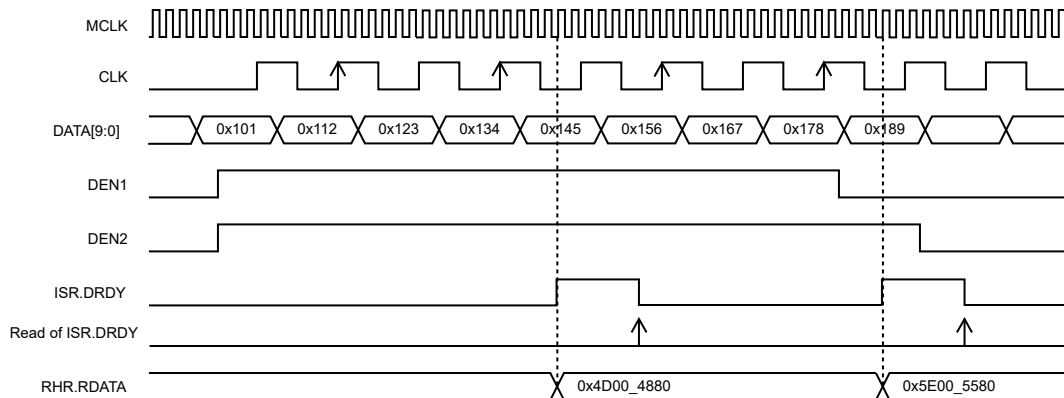 MCLK
CLK
DATA[9:0] 0x101 0x112 0x123 0x134 0x145 0x156 0x167 0x178 0x189
DEN1
DEN2
ISR.DRDY
Read of ISR.DRDY
RHR.RDATA 0x4D00_4880 0x5E00_5580